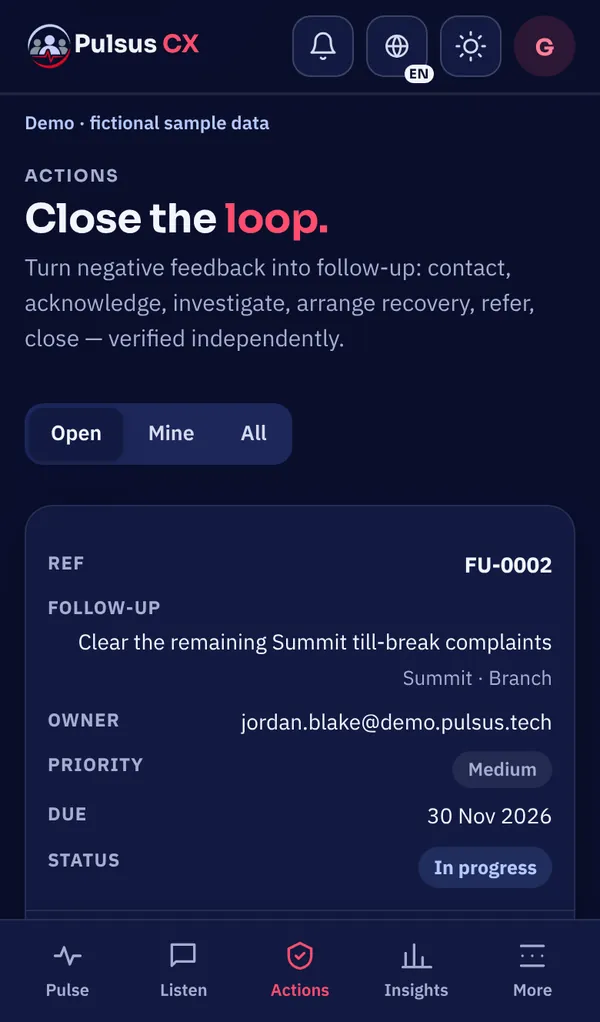 Pulsus CX
EN
G
Demo · fictional sample data
ACTIONS
Close the loop.
Turn negative feedback into follow-up: contact,
acknowledge, investigate, arrange recovery, refer,
close — verified independently.
Open Mine All
REF FU-0002
FOLLOW-UP
Clear the remaining Summit till-break complaints
Summit · Branch
OWNER jordan.blake@demo.pulsus.tech
PRIORITY Medium
DUE 30 Nov 2026
STATUS In progress
Pulse Listen Actions Insights More